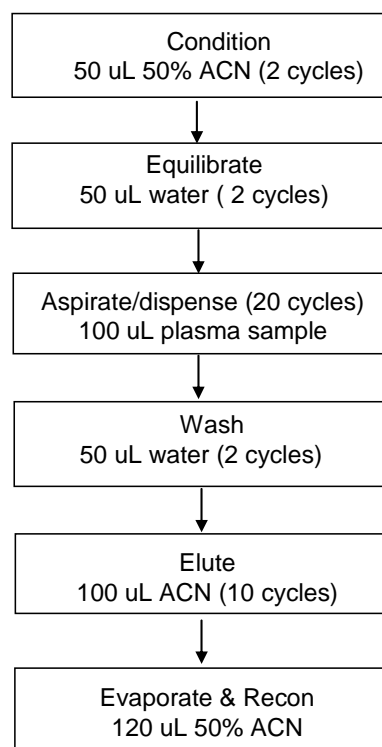 Condition
50 uL 50% ACN (2 cycles)
Equilibrate
50 uL water ( 2 cycles)
Aspirate/dispense (20 cycles)
100 uL plasma sample
Wash
50 uL water (2 cycles)
Elute
100 uL ACN (10 cycles)
Evaporate & Recon
120 uL 50% ACN